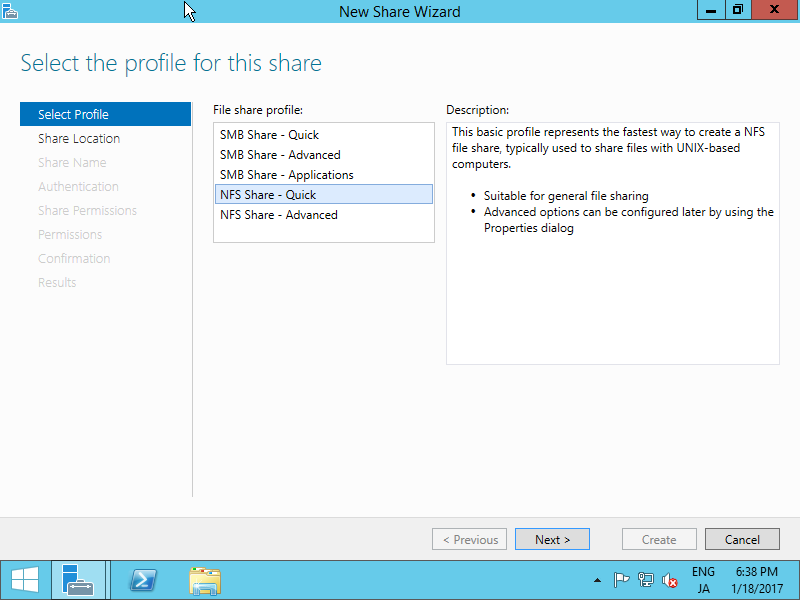 New Share Wizard
Select the profile for this share
Select Profile
Share Location
Share Name
Authentication
Share Permissions
Permissions
Confirmation
Results
File share profile:
SMB Share - Quick
SMB Share - Advanced
SMB Share - Applications
NFS Share - Quick
NFS Share - Advanced
Description:
This basic profile represents the fastest way to create a NFS
file share, typically used to share files with UNIX-based
computers.
• Suitable for general file sharing
• Advanced options can be configured later by using the
Properties dialog
< Previous
Next >
Create
Cancel
ENG
JA
6:38 PM
1/18/2017